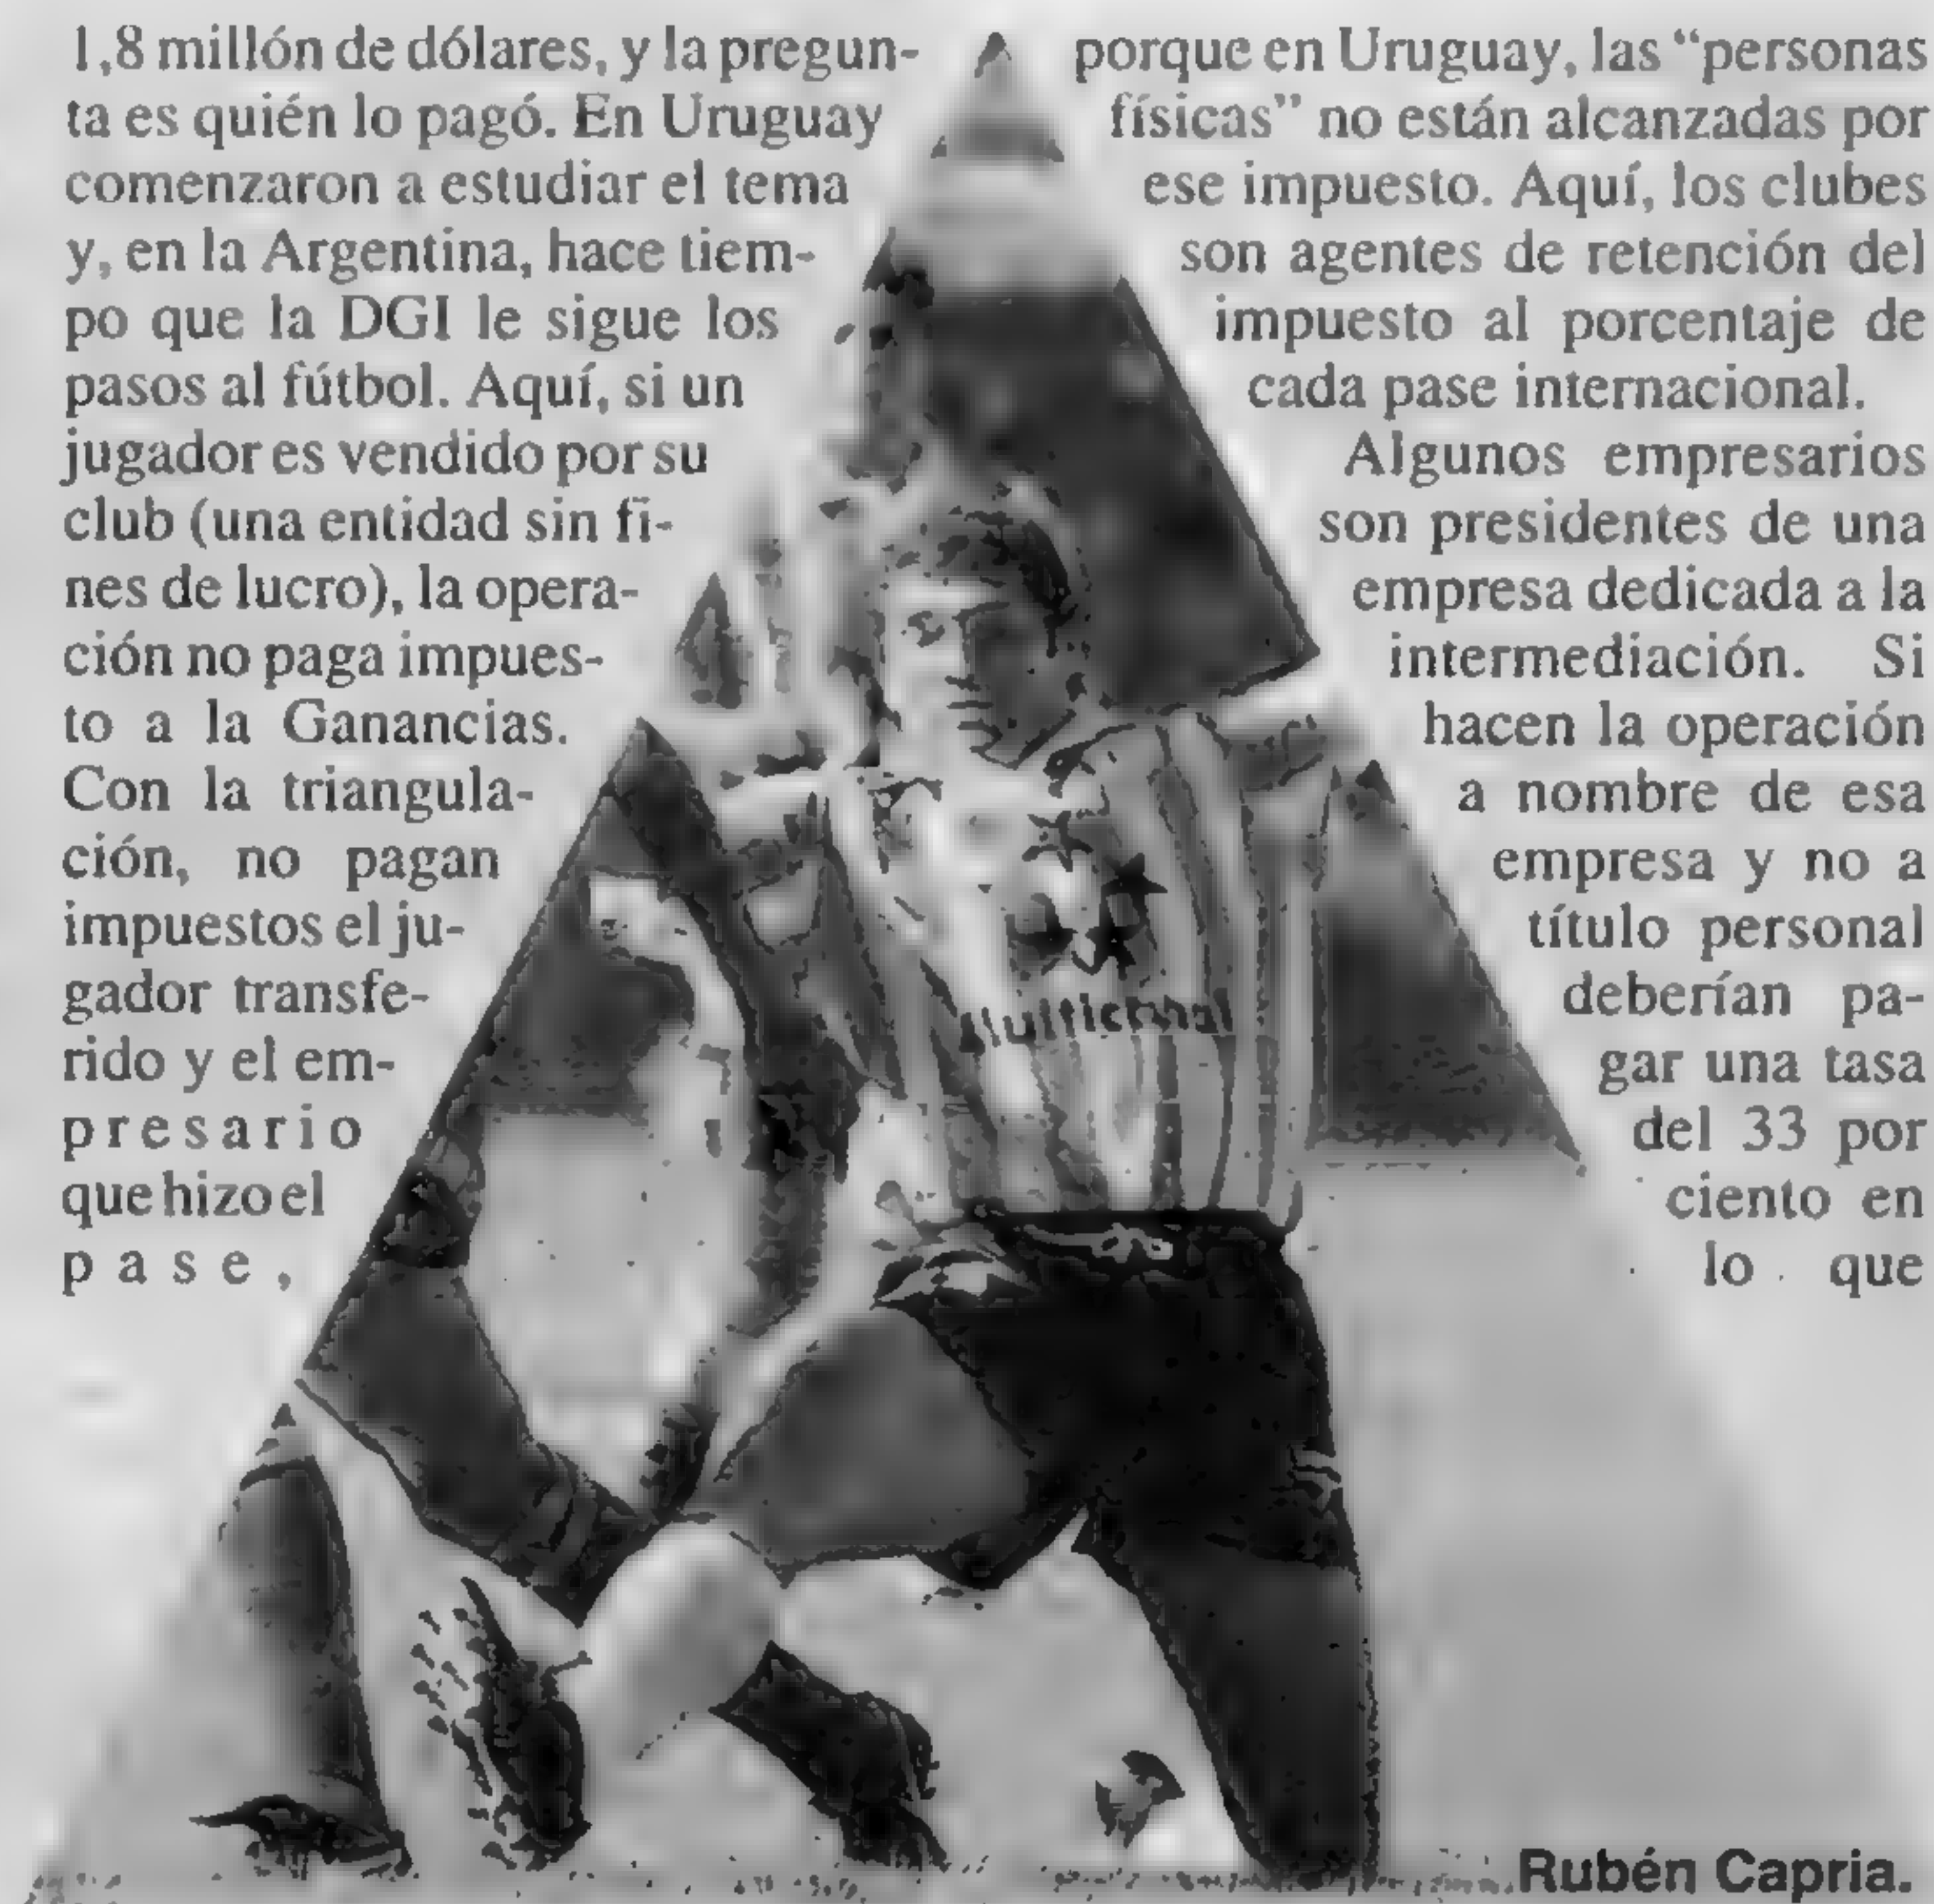 1,8 millón de dólares, y la pregun-
ta es quién lo pagó. En Uruguay
comenzaron a estudiar el tema
y, en la Argentina, hace tiem-
po que la DGI le sigue los
pasos al fútbol. Aquí, si un
jugador es vendido por su
club (una entidad sin fi-
nes de lucro), la opera-
ción no paga impues-
to a la Ganancias.
Con la triangula-
ción, no pagan
impuestos el ju-
gador transfe-
rido y el em-
presario
que hizo el
pase,
porque en Uruguay, las “personas
físicas” no están alcanzadas por
ese impuesto. Aquí, los clubes
son agentes de retención del
impuesto al porcentaje de
cada pase internacional.
Algunos empresarios
son presidentes de una
empresa dedicada a la
intermediación. Si
hacen la operación
a nombre de esa
empresa y no a
título personal
deberían pa-
gar una tasa
del 33 por
ciento en
lo que
Multicanal
Rubén Capria.